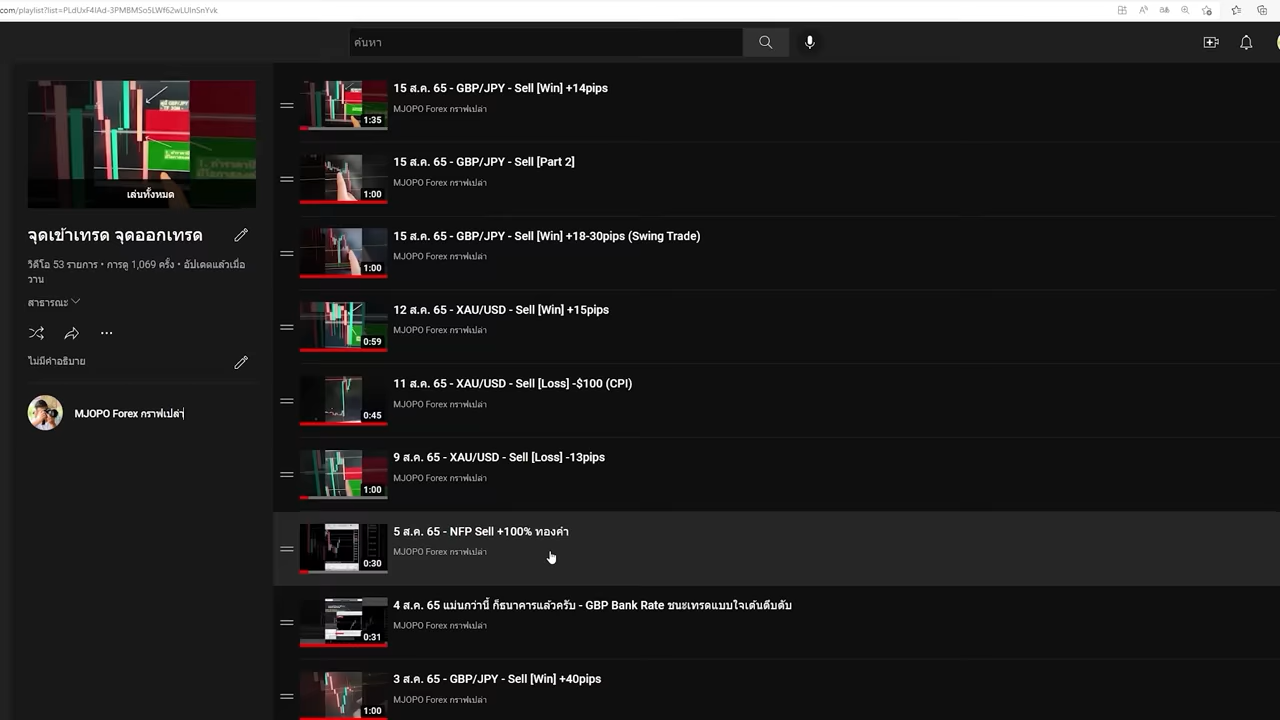 com/playlist?list=PLdUxF4IAd-3PMBMSo5LWf62wLUInSnYvk
ค้นหา
เล่นทั้งหมด
จุดเข้าเทรด จุดออกเทรด
วิดีโอ 53 รายการ • การดู 1,069 ครั้ง • อัปเดตแล้วเมื่อ
วาน
สาธารณะ
ไม่มีคำอธิบาย
MJOPO Forex กราฟเปล่า
15 ส.ค. 65 - GBP/JPY - Sell [Win] +14pips
MJOPO Forex กราฟเปล่า
1:35
15 ส.ค. 65 - GBP/JPY - Sell [Part 2]
MJOPO Forex กราฟเปล่า
1:00
15 ส.ค. 65 - GBP/JPY - Sell [Win] +18-30pips (Swing Trade)
MJOPO Forex กราฟเปล่า
1:00
12 ส.ค. 65 - XAU/USD - Sell [Win] +15pips
MJOPO Forex กราฟเปล่า
0:59
11 ส.ค. 65 - XAU/USD - Sell [Loss] -$100 (CPI)
MJOPO Forex กราฟเปล่า
0:45
9 ส.ค. 65 - XAU/USD - Sell [Loss] -13pips
MJOPO Forex กราฟเปล่า
1:00
5 ส.ค. 65 - NFP Sell +100% ทองคำ
MJOPO Forex กราฟเปล่า
0:30
4 ส.ค. 65 แม่นกว่านี้ ก็ธนาคารแล้วครับ - GBP Bank Rate ชนะเทรดแบบใจเต้นตึบตับ
MJOPO Forex กราฟเปล่า
0:31
3 ส.ค. 65 - GBP/JPY - Sell [Win] +40pips
MJOPO Forex กราฟเปล่า
1:00